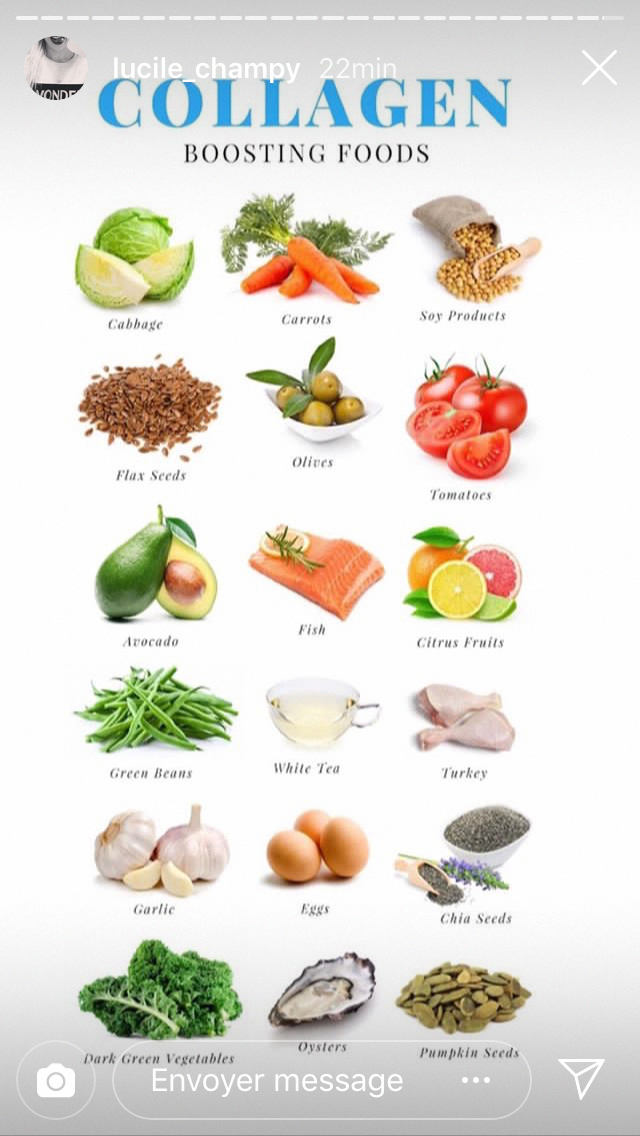 lucile_champy 22min
COLLAGEN
BOOSTING FOODS
Cabbage
Carrots
Soy Products
Flax Seeds
Olives
Tomatoes
Avocado
Fish
Citrus Fruits
Green Beans
White Tea
Turkey
Garlic
Eggs
Chia Seeds
Dark Green Vegetables
Oysters
Pumpkin Seeds
Envoyer message